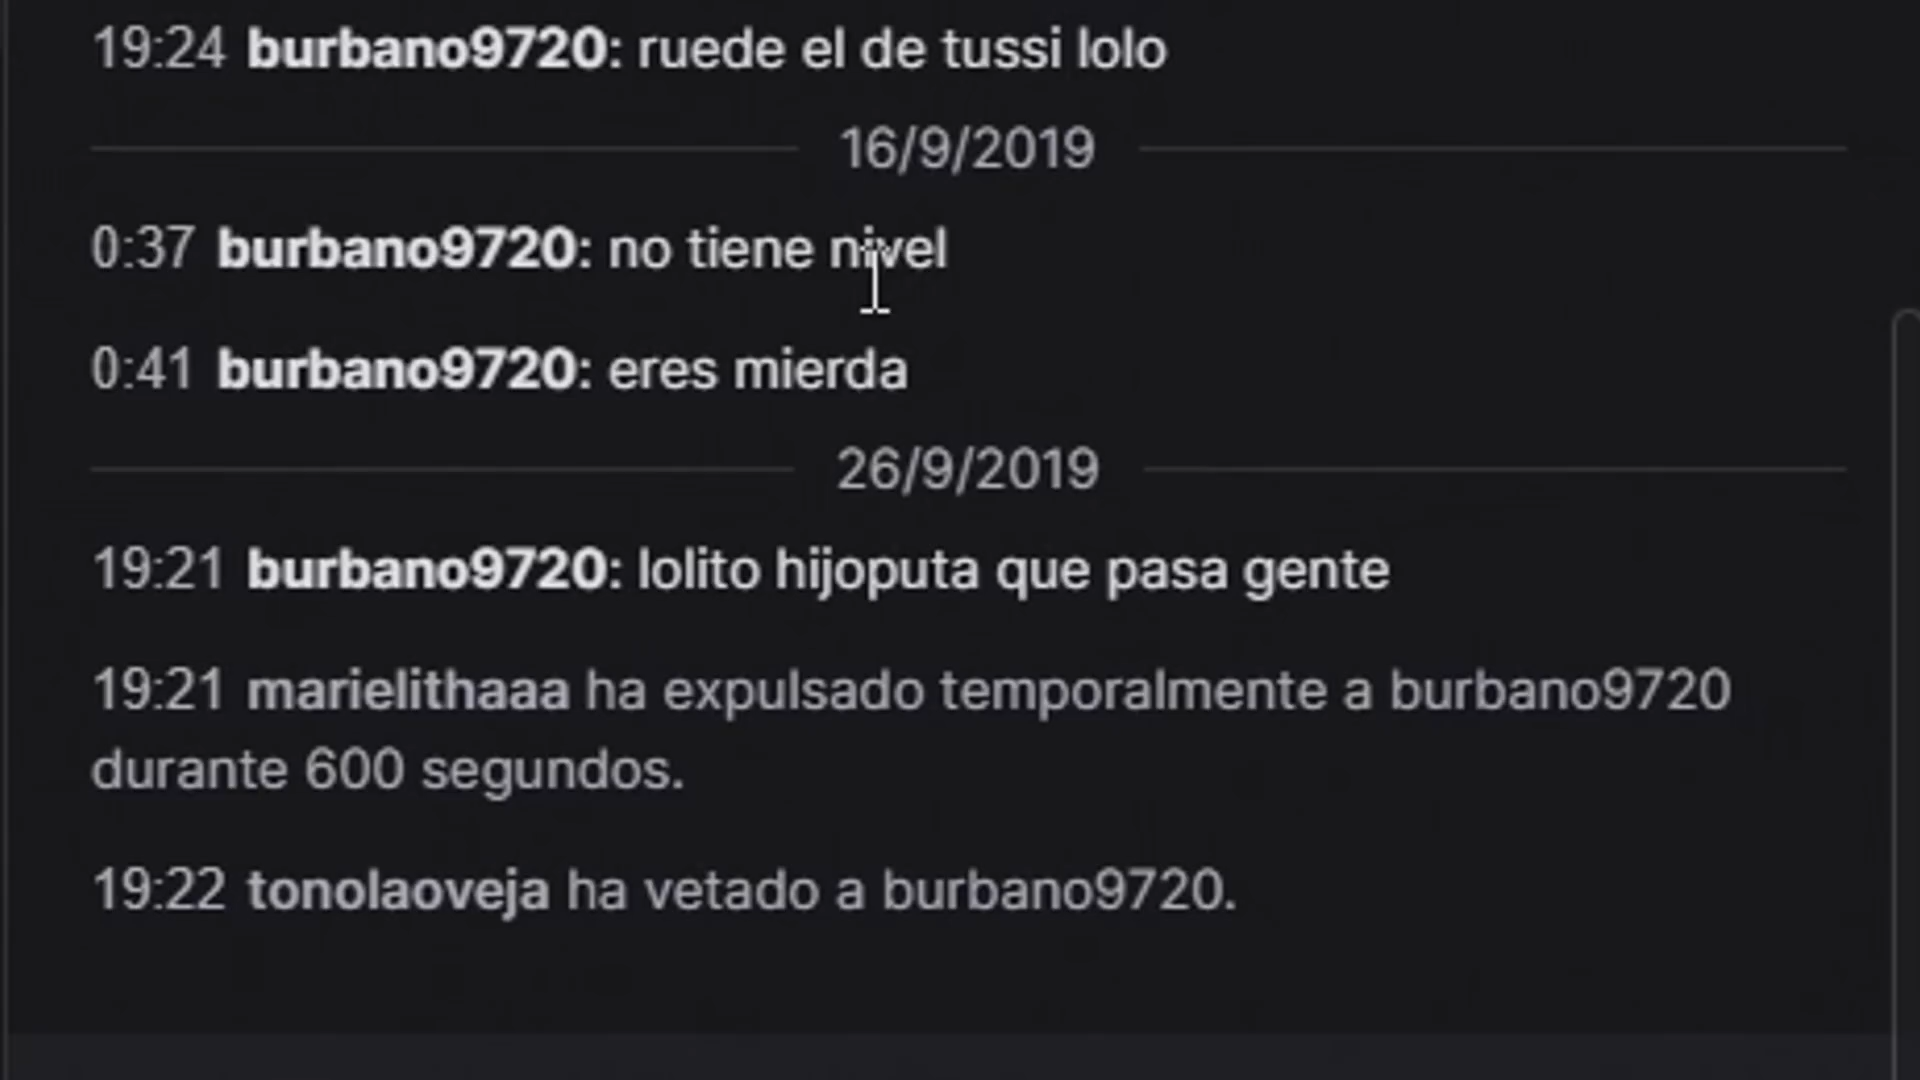 19:24 burbano9720: ruede el de tussi lolo
16/9/2019
0:37 burbano9720: no tiene nivel
0:41 burbano9720: eres mierda
26/9/2019
19:21 burbano9720: lolito hijoputa que pasa gente
19:21 marielithaaa ha expulsado temporalmente a burbano9720
durante 600 segundos.
19:22 tonolaoveja ha vetado a burbano9720.